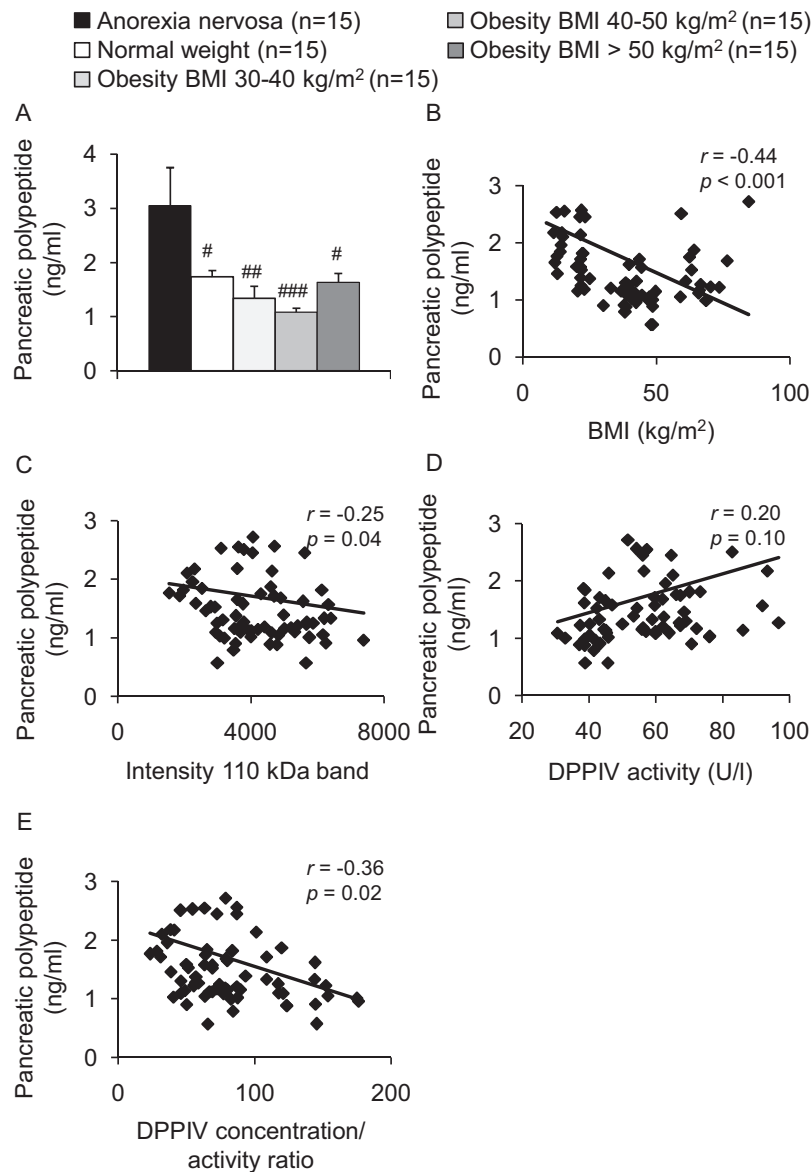 Anorexia nervosa (n=15)
Normal weight (n=15)
Obesity BMI 30-40 kg/m² (n=15)
Obesity BMI 40-50 kg/m² (n=15)
Obesity BMI > 50 kg/m² (n=15)
A
Pancreatic polypeptide
(ng/ml)
4
3
2
1
0
#
##
###
#
B
Pancreatic polypeptide
(ng/ml)
r = -0.44
p < 0.001
3
2
1
0
0 50 100
BMI (kg/m²)
C
Pancreatic polypeptide
(ng/ml)
r = -0.25
p = 0.04
3
2
1
0
0 4000 8000
Intensity 110 kDa band
D
Pancreatic polypeptide
(ng/ml)
r = 0.20
p = 0.10
3
2
1
0
20 40 60 80 100
DPPIV activity (U/l)
E
Pancreatic polypeptide
(ng/ml)
r = -0.36
p = 0.02
3
2
1
0
0 100 200
DPPIV concentration/
activity ratio